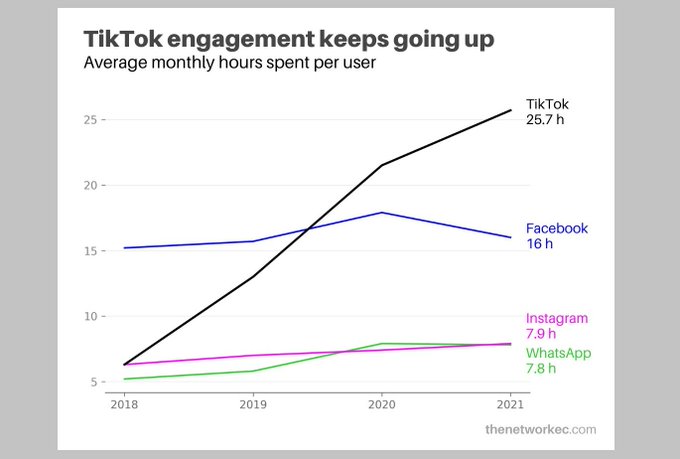 TikTok engagement keeps going up
Average monthly hours spent per user
TikTok
25.7 h
25
20
Facebook
16 h
15
Instagram
7.9 h
10
WhatsApp
7.8 h
5
2018 2019 2020 2021
thenetworkec.com